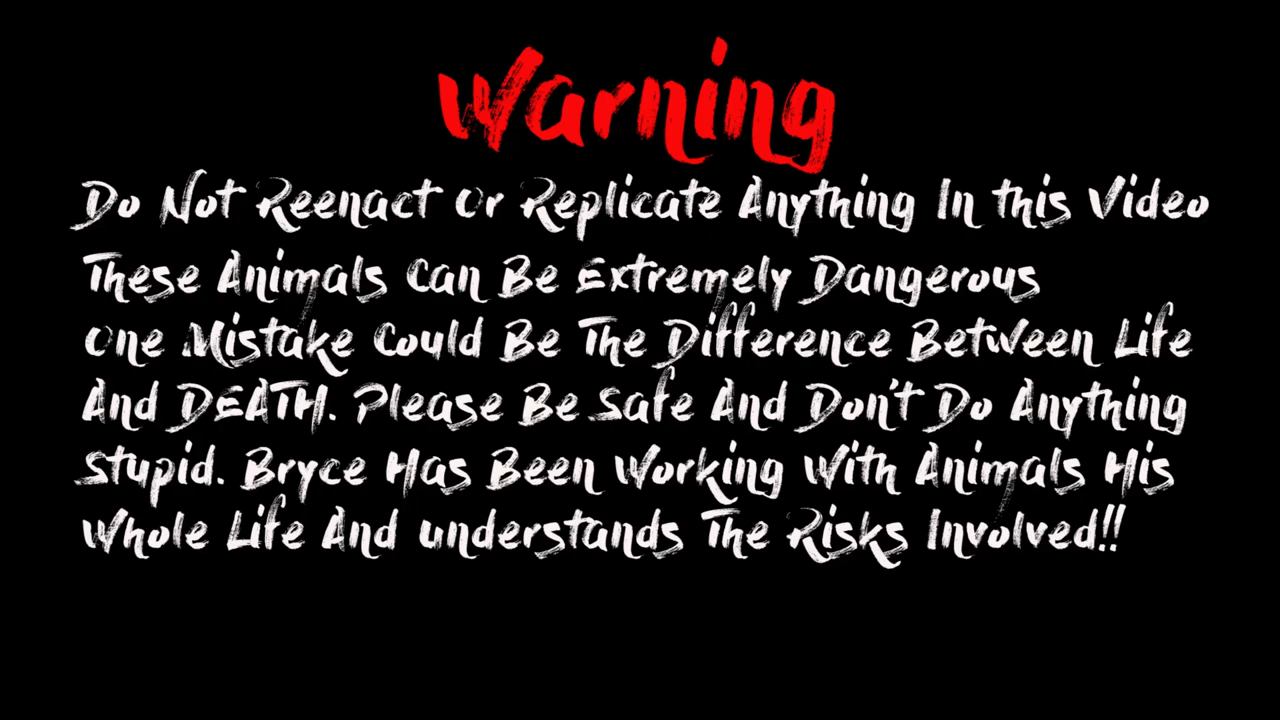 Warning
Do Not Reenact Or Replicate Anything In this Video
These Animals Can Be Extremely Dangerous
One Mistake Could Be The Difference Between Life
And DEATH. Please Be Safe And Don't Do Anything
Stupid. Bryce Has Been Working With Animals His
Whole Life And understands The Risks Involved!!